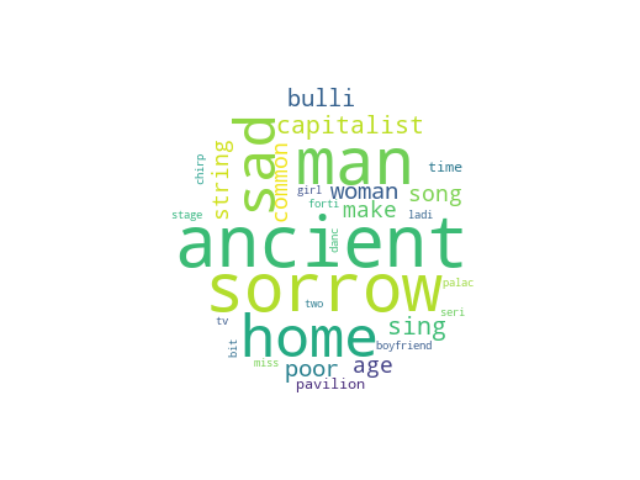 bulli
sad
capitalist
man
string
common
chirp
time
girl
woman
song
forti
make
ladi
stage
ancient
danc
sorrow
palac
two
seri
tv
home
sing
bit
boyfriend
miss
poor
age
pavilion